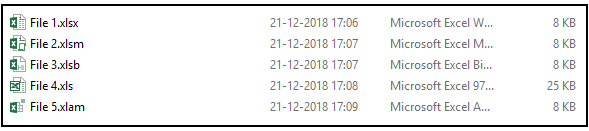 File 1.xlsx 21-12-2018 17:06 Microsoft Excel W... 8 KB
File 2.xlsm 21-12-2018 17:07 Microsoft Excel M... 8 KB
File 3.xlsb 21-12-2018 17:07 Microsoft Excel Bi... 8 KB
File 4.xls 21-12-2018 17:08 Microsoft Excel 97... 25 KB
File 5.xlam 21-12-2018 17:09 Microsoft Excel A... 8 KB